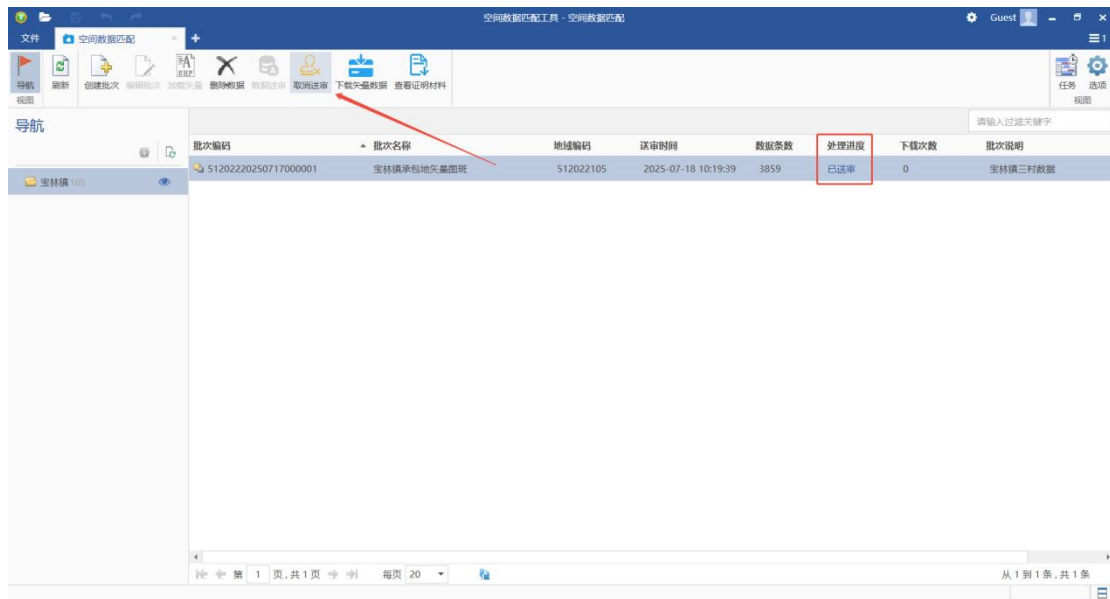 空间数据匹配工具 - 空间数据匹配
Guest
文件
空间数据匹配
1
导航
刷新
创建批次
编辑批次
加载矢量
删除数据
数据送审
取消送审
下载矢量数据
查看证明材料
任务
选项
视图
视图
导航
请输入过滤关键字
批次编码 批次名称 地域编码 送审时间 数据条数 处理进度 下载次数 批次说明
宝林镇 105
51202220250717000001 宝林镇承包地矢量图斑 512022105 2025-07-18 10:19:39 3859 已送审 0 宝林镇三村数据
第 1 页,共1页 每页 20
从1到1条,共1条